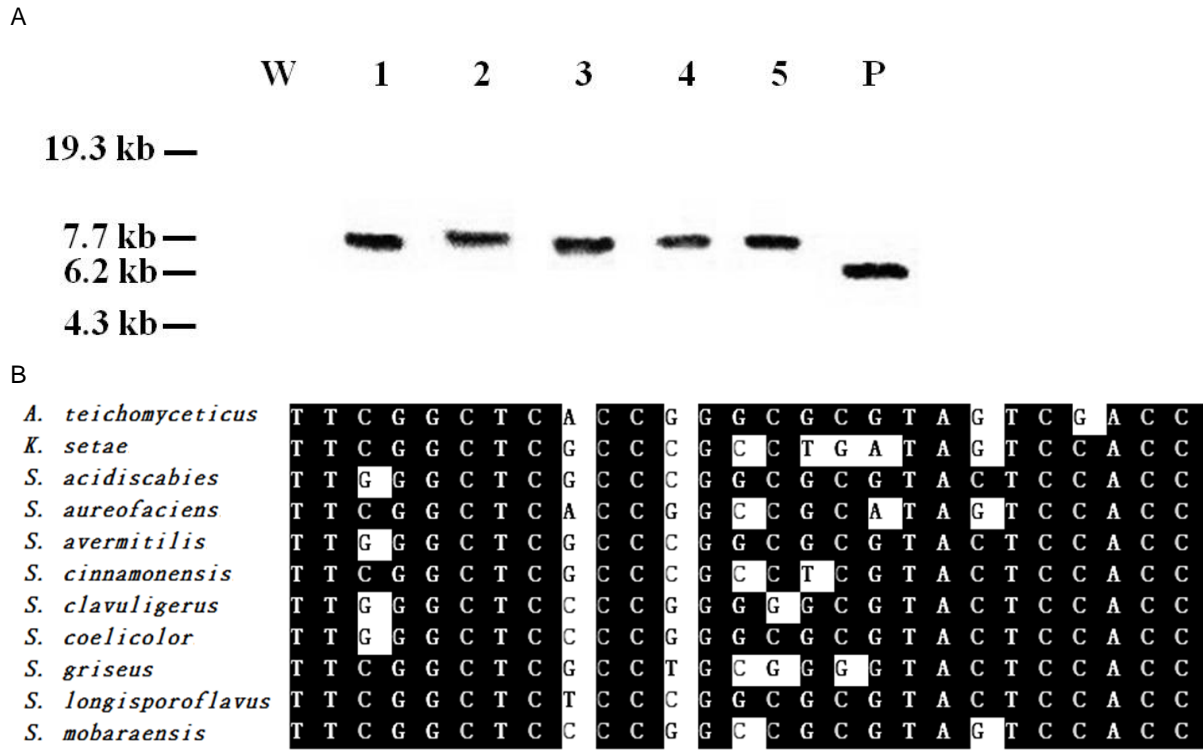 A
W 1 2 3 4 5 P
19.3 kb
7.7 kb
6.2 kb
4.3 kb
B
A. teichomyceticus T T C G G C T C A C C G G G C G C G T A G T C G A C C
K. setae T T C G G C T C G C C C G C C T G A T A G T C C A C C
S. acidiscabies T T G G G C T C G C C C G G C G C G T A C T C C A C C
S. aureofaciens T T C G G C T C A C C G G C C G C A T A G T C C A C C
S. avermitilis T T G G G C T C G C C C G G C G C G T A C T C C A C C
S. cinnamonensis T T C G G C T C G C C C G C C T C G T A C T C C A C C
S. clavuligerus T T G G G C T C C C C G G G G G C G T A C T C C A C C
S. coelicolor T T G G G C T C C C C G G G C G C G T A C T C C A C C
S. griseus T T C G G C T C G C C T G C G G G G T A C T C C A C C
S. longisporoflavus T T C G G C T C T C C C G G C G C G T A C T C C A C C
S. mobaraensis T T C G G C T C C C C G G C C G C G T A G T C C A C C